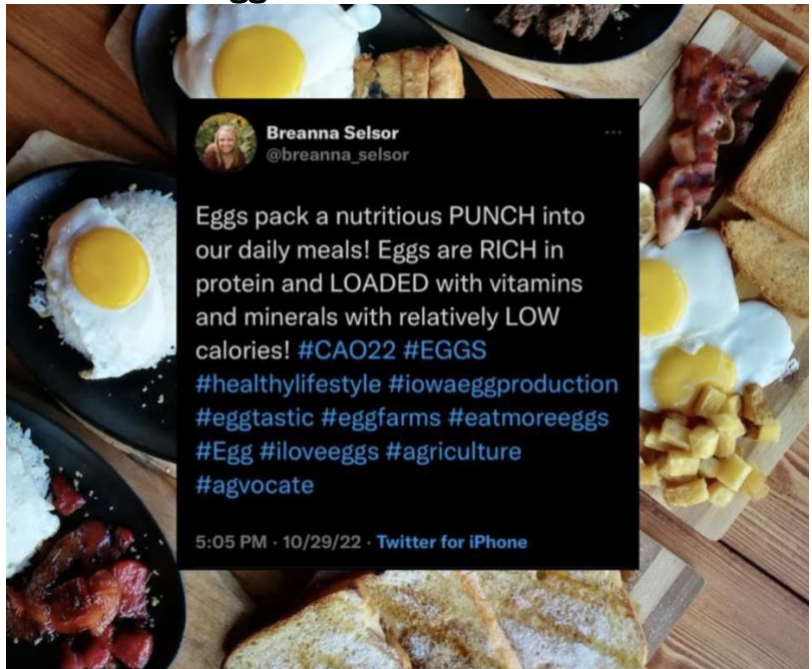 Breanna Selsor
@breanna_selsor
Eggs pack a nutritious PUNCH into
our daily meals! Eggs are RICH in
protein and LOADED with vitamins
and minerals with relatively LOW
calories! #CAO22 #EGGS
#healthylifestyle #iowaeggproduction
#eggtastic #eggfarms #eatmoreeggs
#Egg #iloveeggs #agriculture
#agvocate
5:05 PM · 10/29/22 · Twitter for iPhone